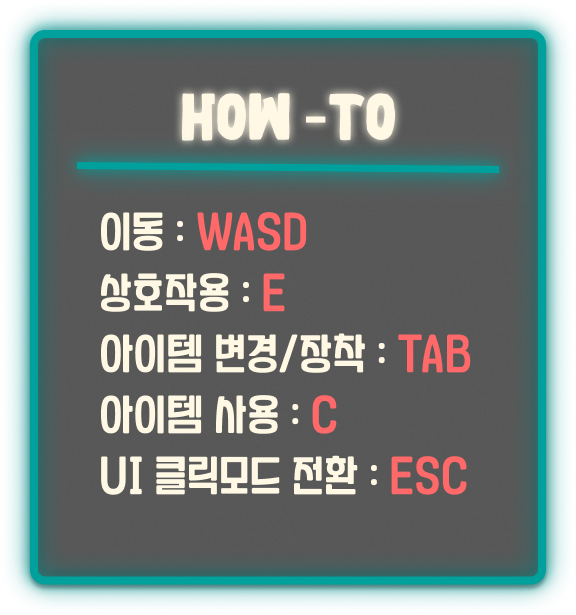 HOW -TO
이동 : WASD
상호작용 : E
아이템 변경/장착 : TAB
아이템 사용 : C
UI 클릭모드 전환 : ESC